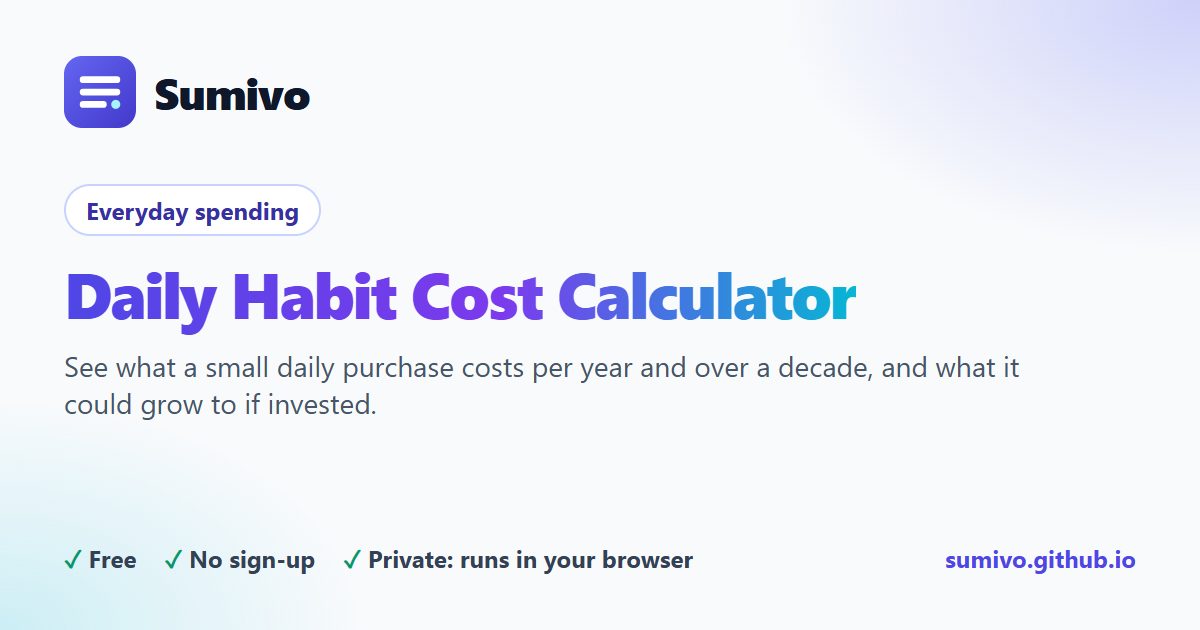 Sumivo
Everyday spending
Daily Habit Cost Calculator
See what a small daily purchase costs per year and over a decade, and what it
could grow to if invested.
✓ Free ✓ No sign-up ✓ Private: runs in your browser
sumivo.github.io